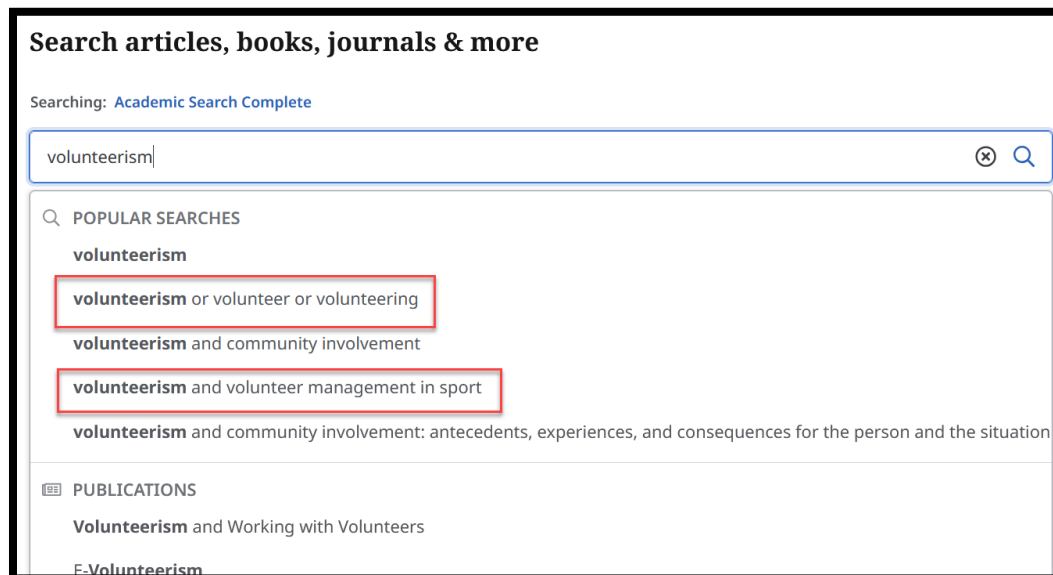 Search articles, books, journals & more
Searching: Academic Search Complete
volunteerism
POPULAR SEARCHES
volunteerism
volunteerism or volunteer or volunteering
volunteerism and community involvement
volunteerism and volunteer management in sport
volunteerism and community involvement: antecedents, experiences, and consequences for the person and the situation
PUBLICATIONS
Volunteerism and Working with Volunteers
E-Volunteerism